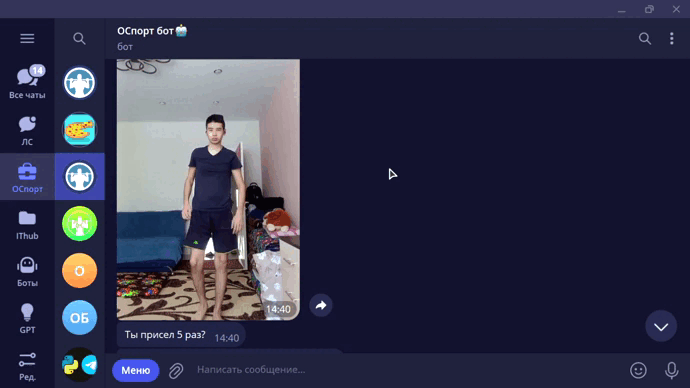 ОСпорт бот
бот
14
Все чаты
ЛС
ОСпорт
IThub
Боты
GPT
Ред.
О
ОБ
14:40
Ты присел 5 раз? 14:40
Меню
Написать сообщение...